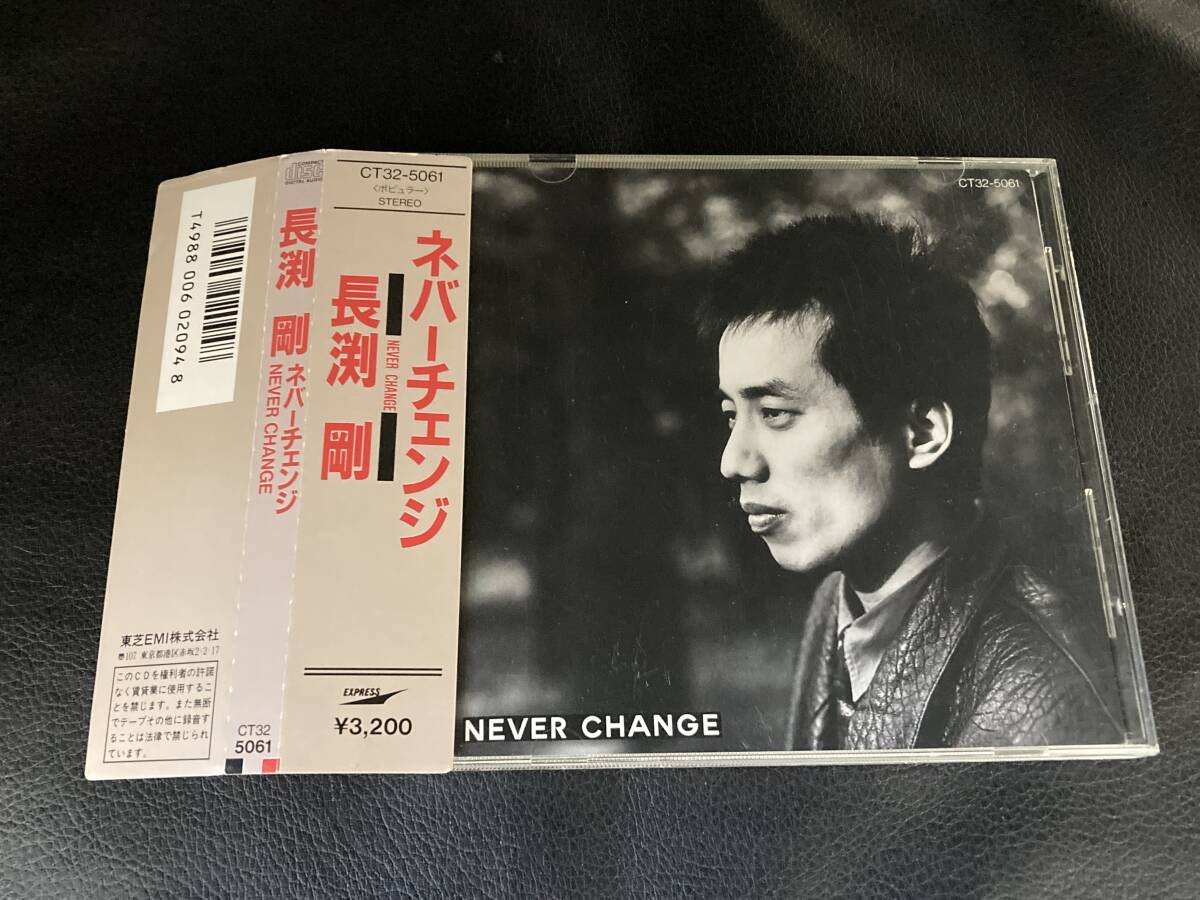 T4988 006 02094 8
東芝EMI株式会社
〒107 東京都港区赤坂2-2-17
このCDを権利者の許諾
なく賃貸業に使用するこ
とを禁じます。また無断
でテープその他に録音す
ることは法律で禁じられ
ています。
COMPACT
disc
DIGITAL AUDIO
長渕 剛
ネバーチェンジ
NEVER CHANGE
CT32
5061
CT32-5061
〈ポピュラー〉
STEREO
ネバーチェンジ
NEVER CHANGE
長渕 剛
EXPRESS
¥3,200
CT32-5061
NEVER CHANGE